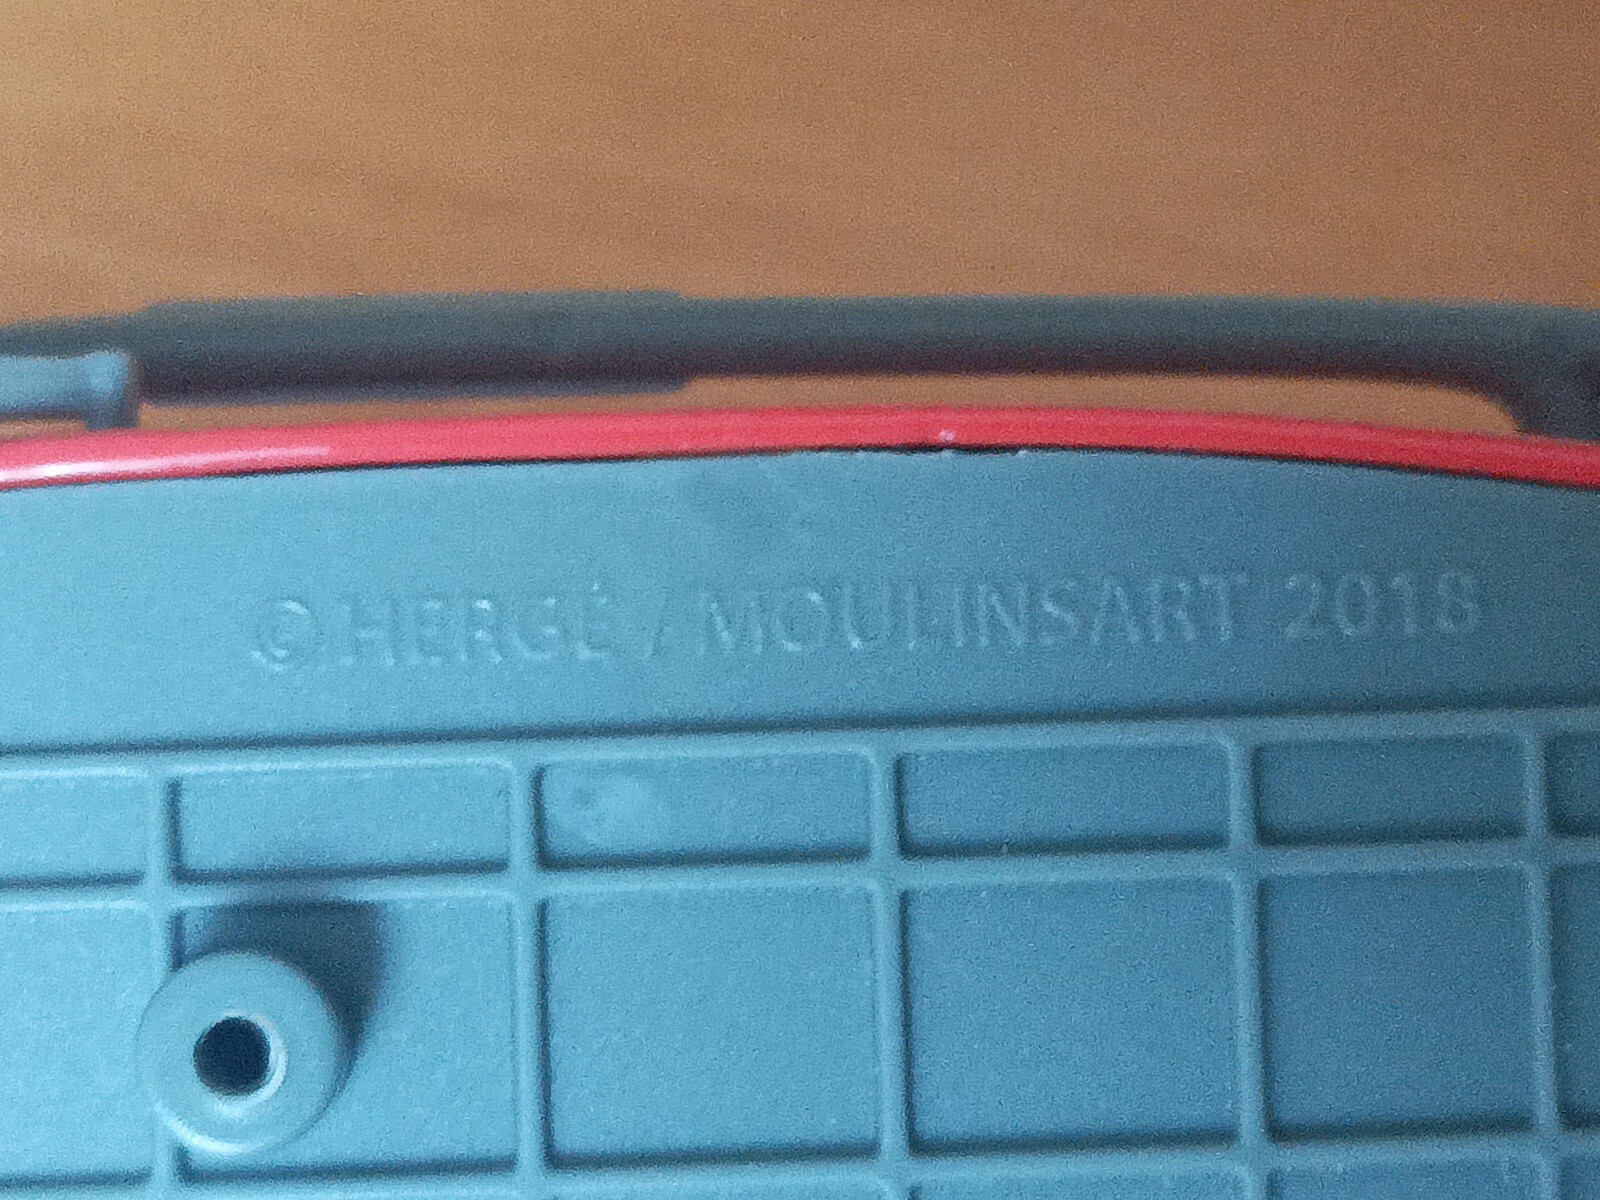 © HERGÉ / MOULINSART 2018